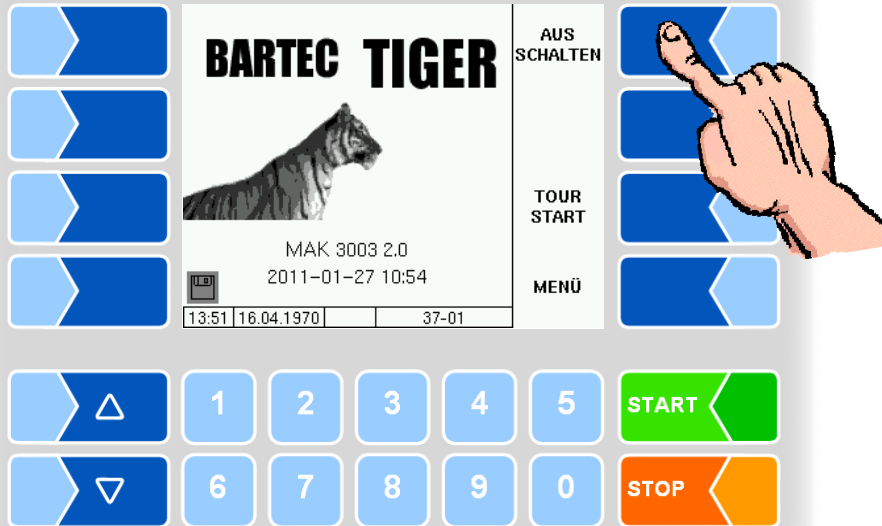 BARTEC TIGER
AUS
SCHALTEN
TOUR
START
MAK 3003 2.0
2011-01-27 10:54
MENÜ
13:51 16.04.1970 37-01
1 2 3 4 5 START
6 7 8 9 0 STOP